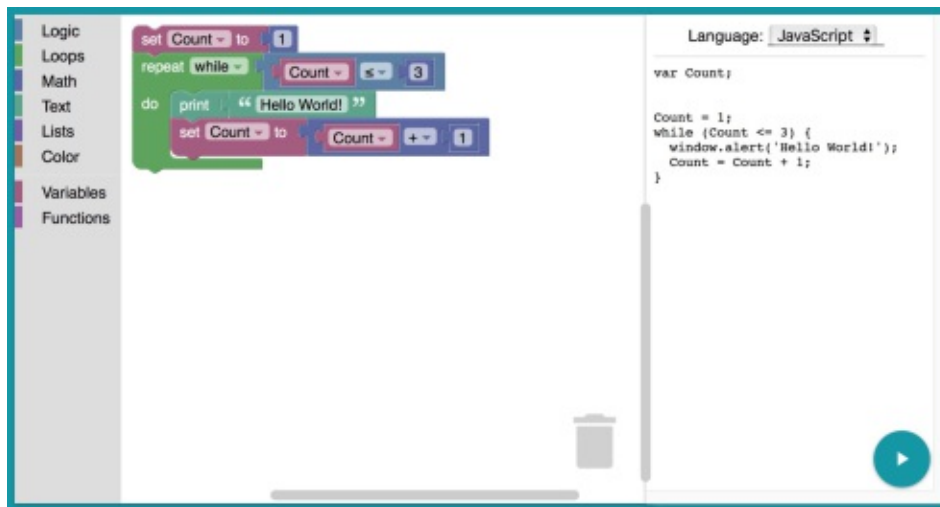 Logic
Loops
Math
Text
Lists
Color
Variables
Functions
set Count to 1
repeat while Count ≤ 3
do print “ Hello World! ”
set Count to Count + 1
Language: JavaScript
var Count;
Count = 1;
while (Count <= 3) {
  window.alert('Hello World!');
  Count = Count + 1;
}